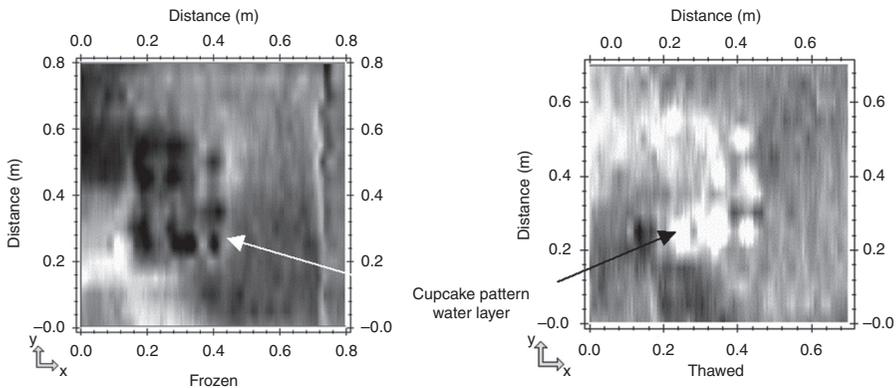 Distance (m)
0.0 0.2 0.4 0.6 0.8
0.8 0.8
0.6 0.6
0.4 0.4
0.2 0.2
–0.0 –0.0
Distance (m)
0.0 0.2 0.4 0.6 0.8
y
x
Frozen
Cupcake pattern
water layer
Distance (m)
0.0 0.2 0.4 0.6
0.6 0.6
0.4 0.4
0.2 0.2
–0.0 –0.0
Distance (m)
0.0 0.2 0.4 0.6
y
x
Thawed